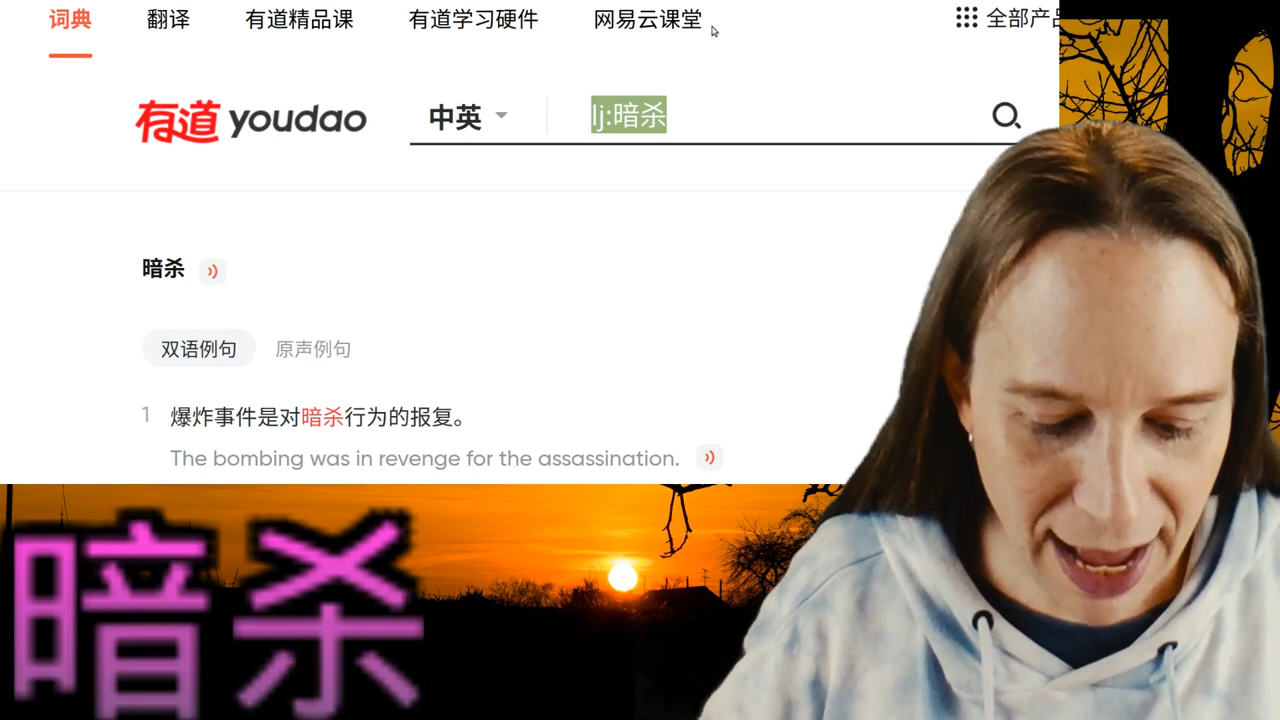 词典 翻译 有道精品课 有道学习硬件 网易云课堂 全部产品
有道 youdao 中英 lj:暗杀
暗杀
双语例句 原声例句
1 爆炸事件是对暗杀行为的报复。
The bombing was in revenge for the assassination.
暗杀